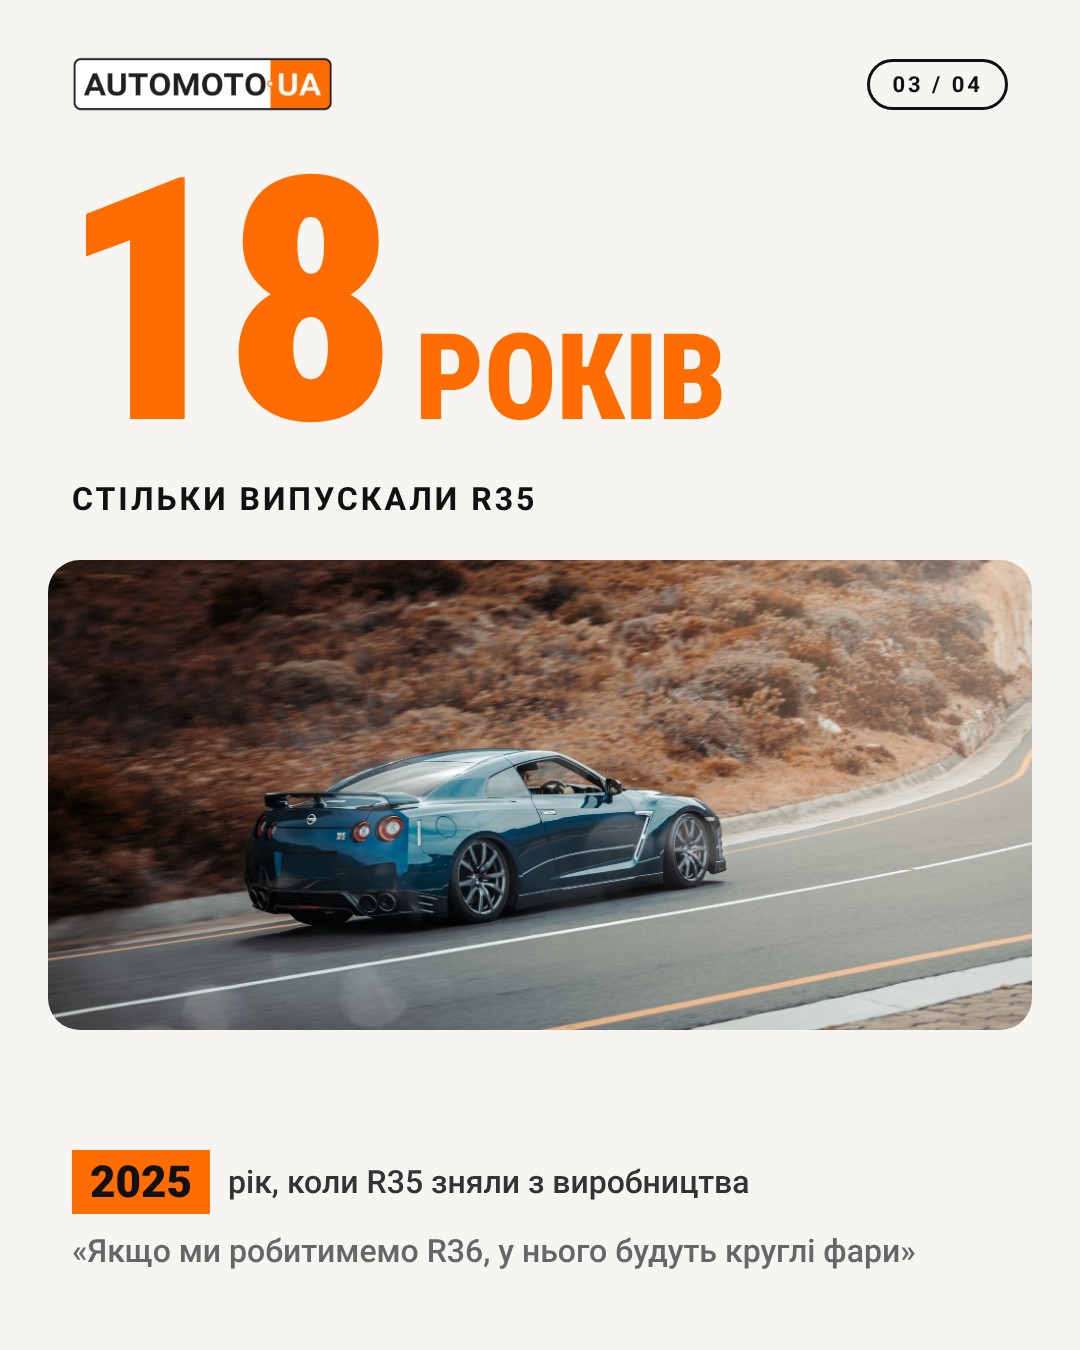 AUTOMOTO UA
03 / 04
18 РОКІВ
СТІЛЬКИ ВИПУСКАЛИ R35
2025 рік, коли R35 зняли з виробництва
«Якщо ми робитимемо R36, у нього будуть круглі фари»